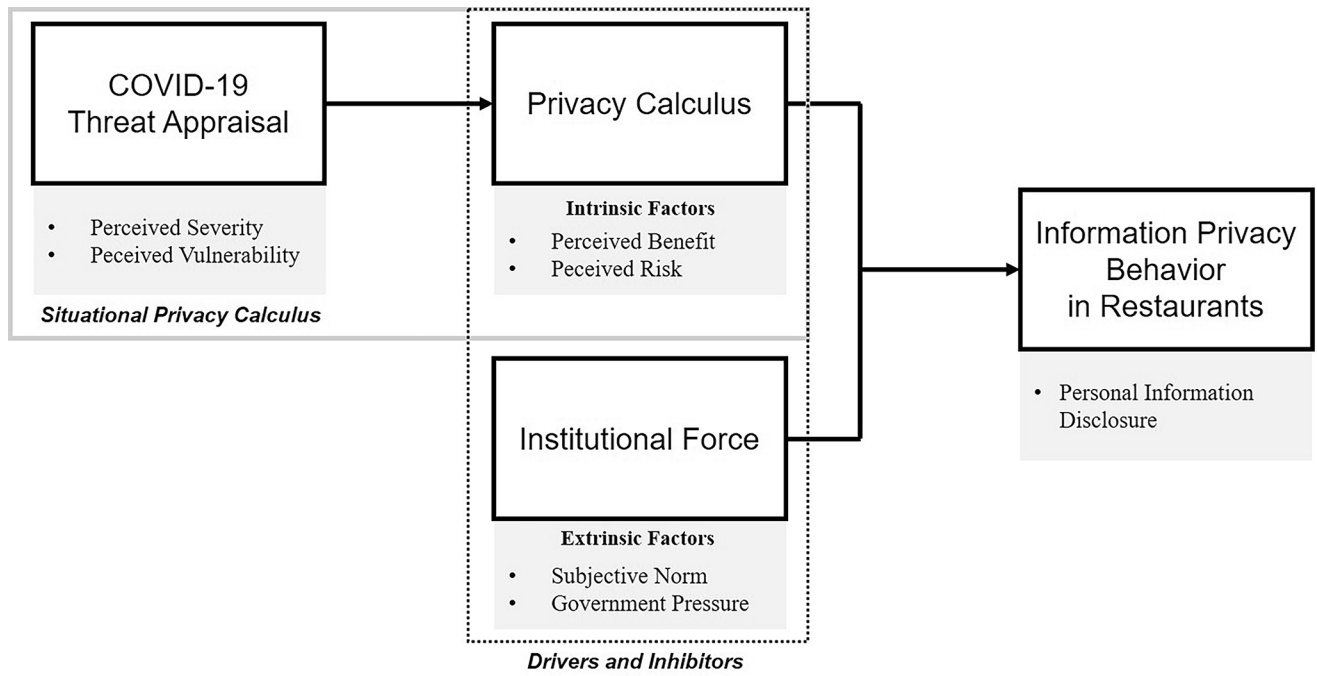 COVID-19
Threat Appraisal
• Perceived Severity
• Peceived Vulnerability
Situational Privacy Calculus
Privacy Calculus
Intrinsic Factors
• Perceived Benefit
• Peceived Risk
Institutional Force
Extrinsic Factors
• Subjective Norm
• Government Pressure
Drivers and Inhibitors
Information Privacy
Behavior
in Restaurants
• Personal Information
Disclosure